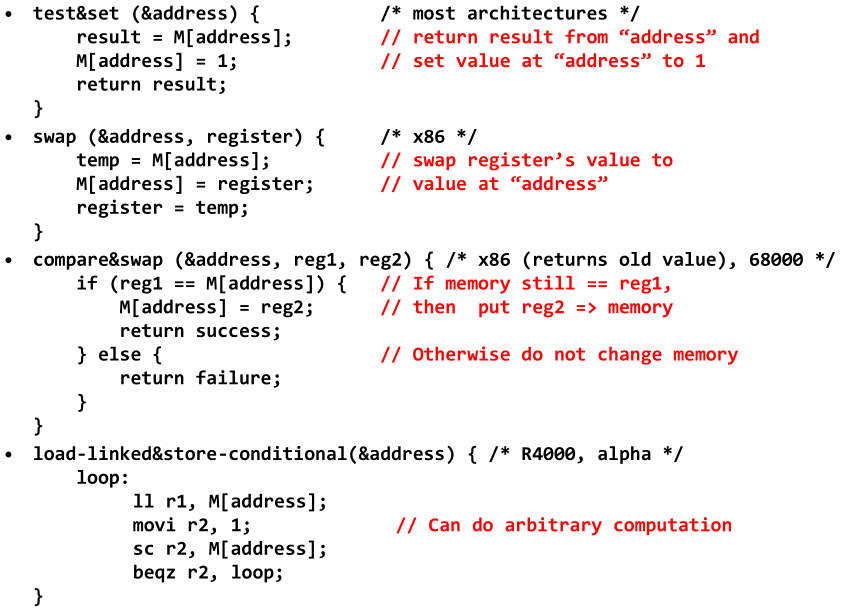 • test&set (&address) { /* most architectures */
result = M[address]; // return result from “address” and
M[address] = 1; // set value at “address” to 1
return result;
}
• swap (&address, register) { /* x86 */
temp = M[address]; // swap register’s value to
M[address] = register; // value at “address”
register = temp;
}
• compare&swap (&address, reg1, reg2) { /* x86 (returns old value), 68000 */
if (reg1 == M[address]) { // If memory still == reg1,
M[address] = reg2; // then put reg2 => memory
return success;
} else { // Otherwise do not change memory
return failure;
}
}
• load-linked&store-conditional(&address) { /* R4000, alpha */
loop:
ll r1, M[address];
movi r2, 1; // Can do arbitrary computation
sc r2, M[address];
beqz r2, loop;
}